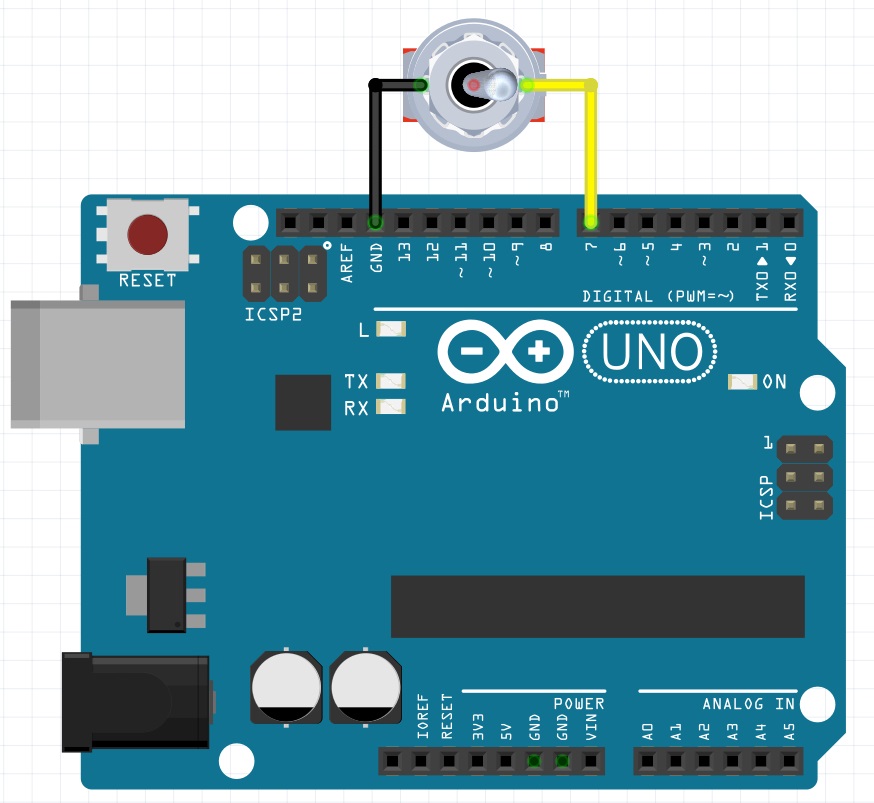 RESET
ICSP2
AREF
GND
13
12
~11
~10
~9
8
7
~6
~5
4
~3
2
TX0▶1
RX0◀0
DIGITAL (PWM=~)
L
TX
RX
UNO
Arduino™
ON
1
ICSP
IOREF
RESET
3V3
5V
GND
GND
VIN
POWER
ANALOG IN
A0
A1
A2
A3
A4
A5